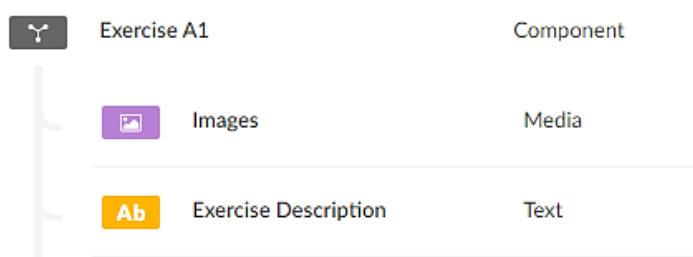 Exercise A1 Component
Images Media
Ab Exercise Description Text